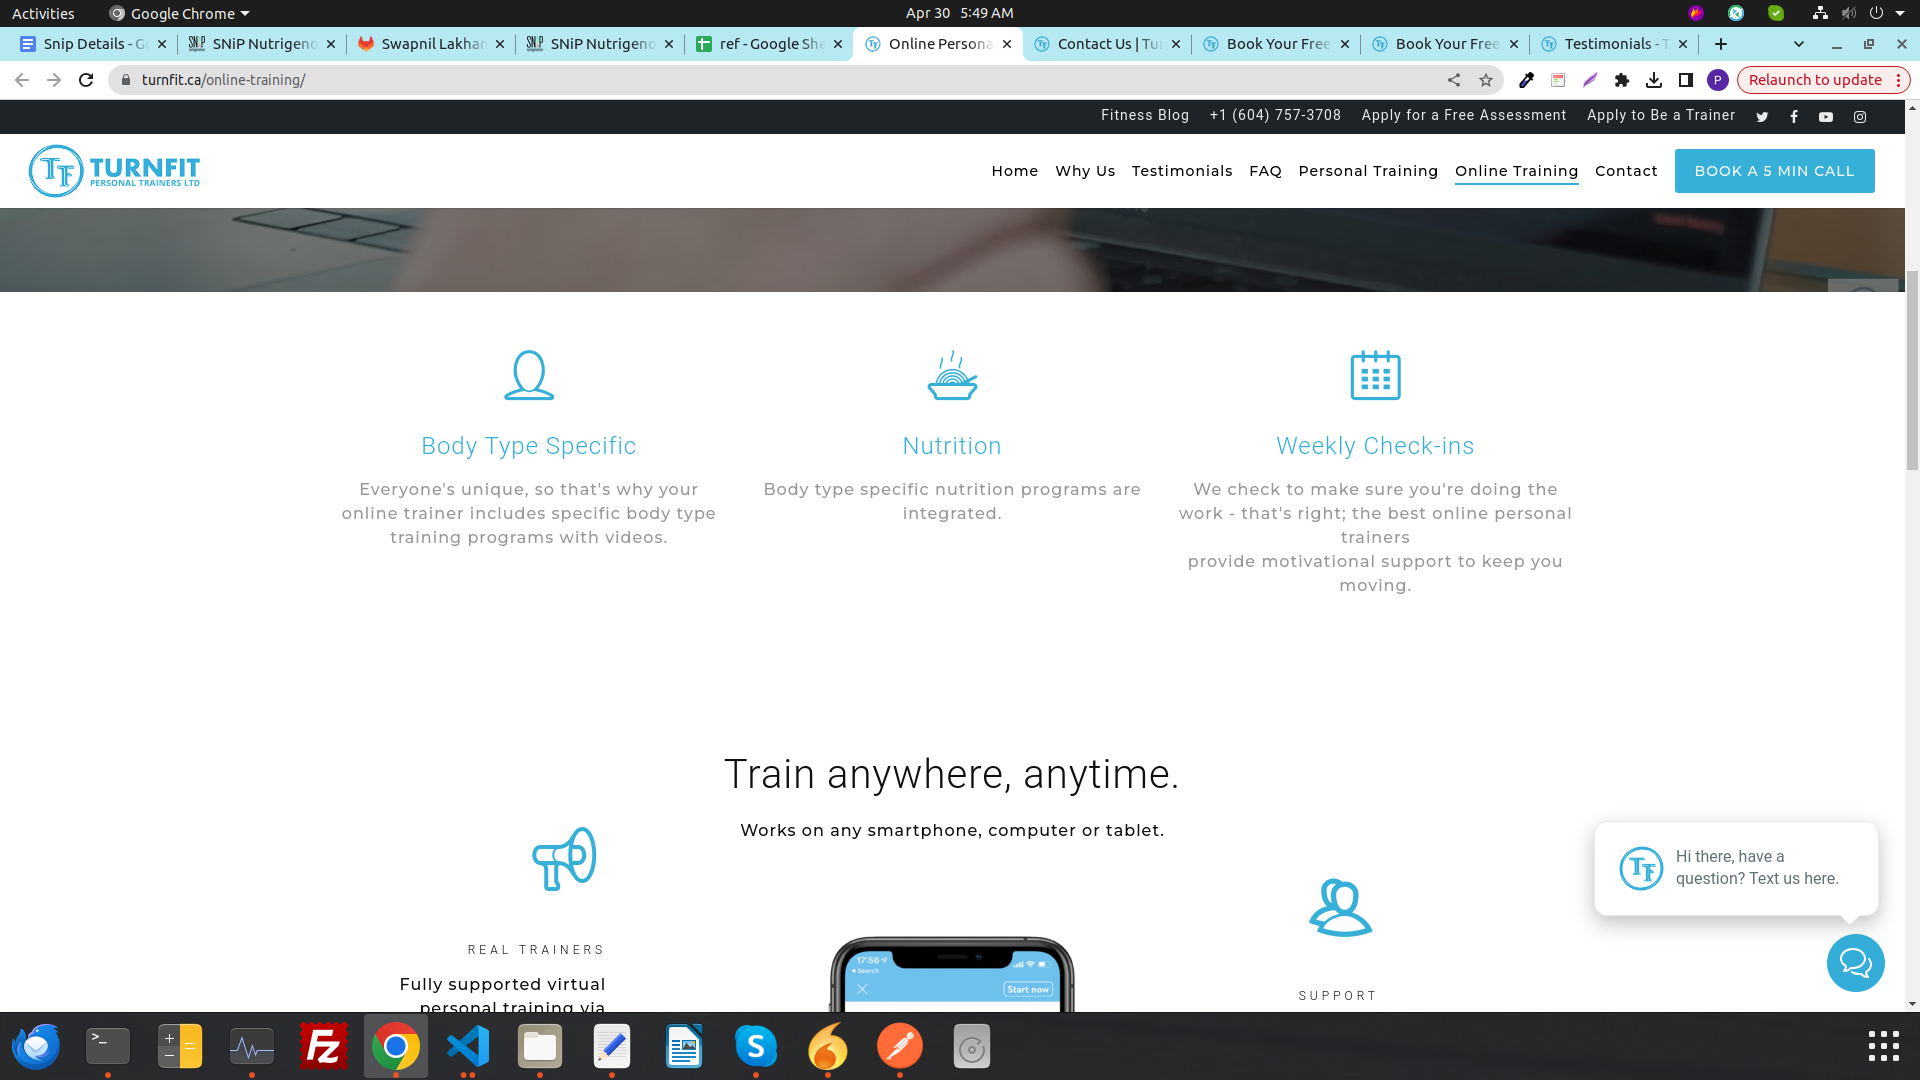 Activities
Google Chrome
Apr 30 5:49 AM
Snip Details - G
SNiP Nutrigeno
Swapnil Lakhan
SNiP Nutrigeno
ref - Google She
Online Persona
Contact Us | Tu
Book Your Free
Book Your Free
Testimonials - T
turnfit.ca/online-training/
P
Relaunch to update
Fitness Blog
+1 (604) 757-3708
Apply for a Free Assessment
Apply to Be a Trainer
TF TURNFIT
PERSONAL TRAINERS LTD
Home
Why Us
Testimonials
FAQ
Personal Training
Online Training
Contact
BOOK A 5 MIN CALL
Body Type Specific
Everyone's unique, so that's why your
online trainer includes specific body type
training programs with videos.
Nutrition
Body type specific nutrition programs are
integrated.
Weekly Check-ins
We check to make sure you're doing the
work - that's right; the best online personal
trainers
provide motivational support to keep you
moving.
Train anywhere, anytime.
Works on any smartphone, computer or tablet.
REAL TRAINERS
Fully supported virtual
personal training via
17:56
Search
Start now
SUPPORT
TF
Hi there, have a
question? Text us here.